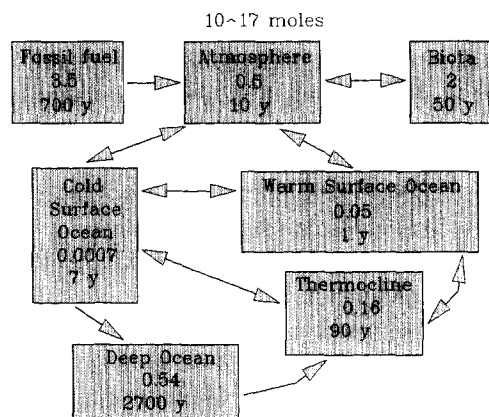 10~17 moles
Fossil fuel
3.5
700 y
Atmosphere
0.5
10 y
Biota
2
50 y
Cold
Surface
Ocean
0.0007
7 y
Warm Surface Ocean
0.05
1 y
Thermocline
0.16
90 y
Deep Ocean
0.54
2700 y